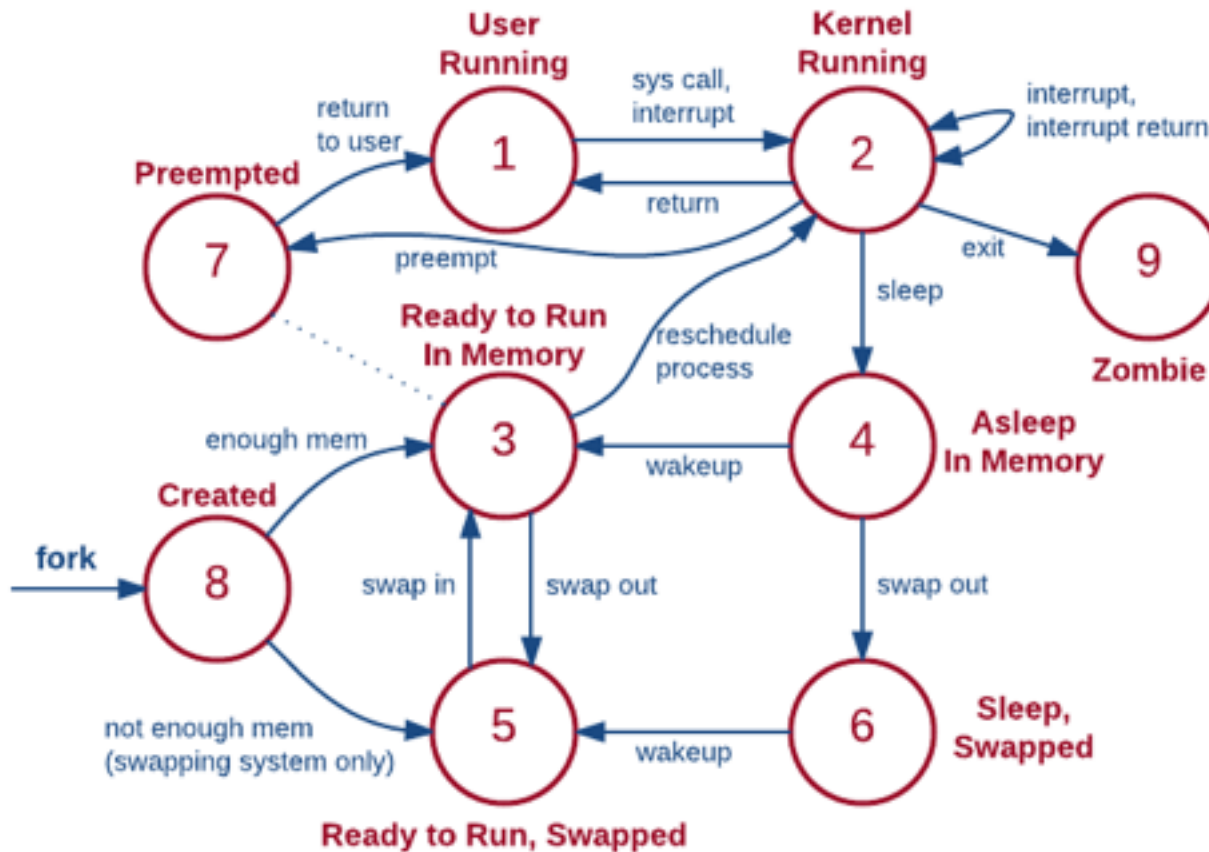 User
Running
Kernel
Running
sys call,
interrupt
interrupt,
interrupt return
return
to user
1
2
Preempted
return
7
preempt
exit
9
sleep
Ready to Run
In Memory
reschedule
process
Zombie
enough mem
3
wakeup
4
Asleep
In Memory
Created
fork
8
swap in
swap out
swap out
not enough mem
(swapping system only)
5
wakeup
6
Sleep,
Swapped
Ready to Run, Swapped